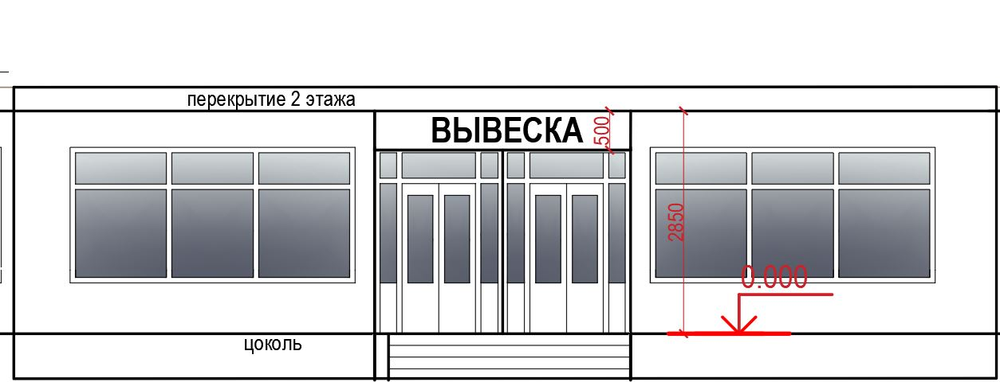 перекрытие 2 этажа
ВЫВЕСКА
500
2850
0.000
цоколь